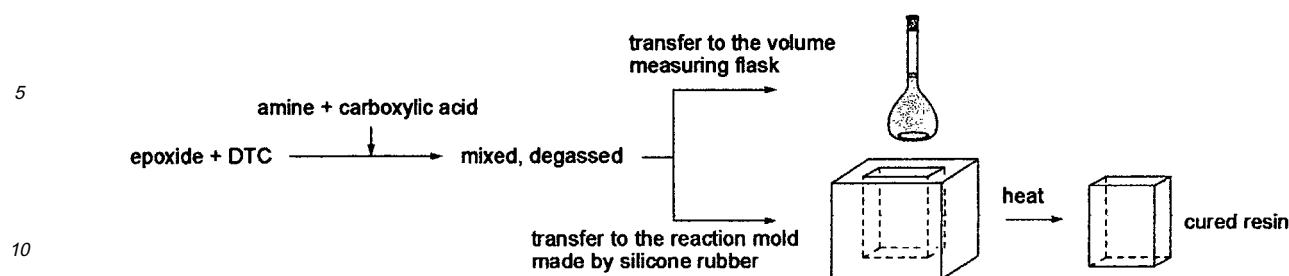 5
amine + carboxylic acid
epoxide + DTC
mixed, degassed
transfer to the volume
measuring flask
transfer to the reaction mold
made by silicone rubber
heat
cured resin
10